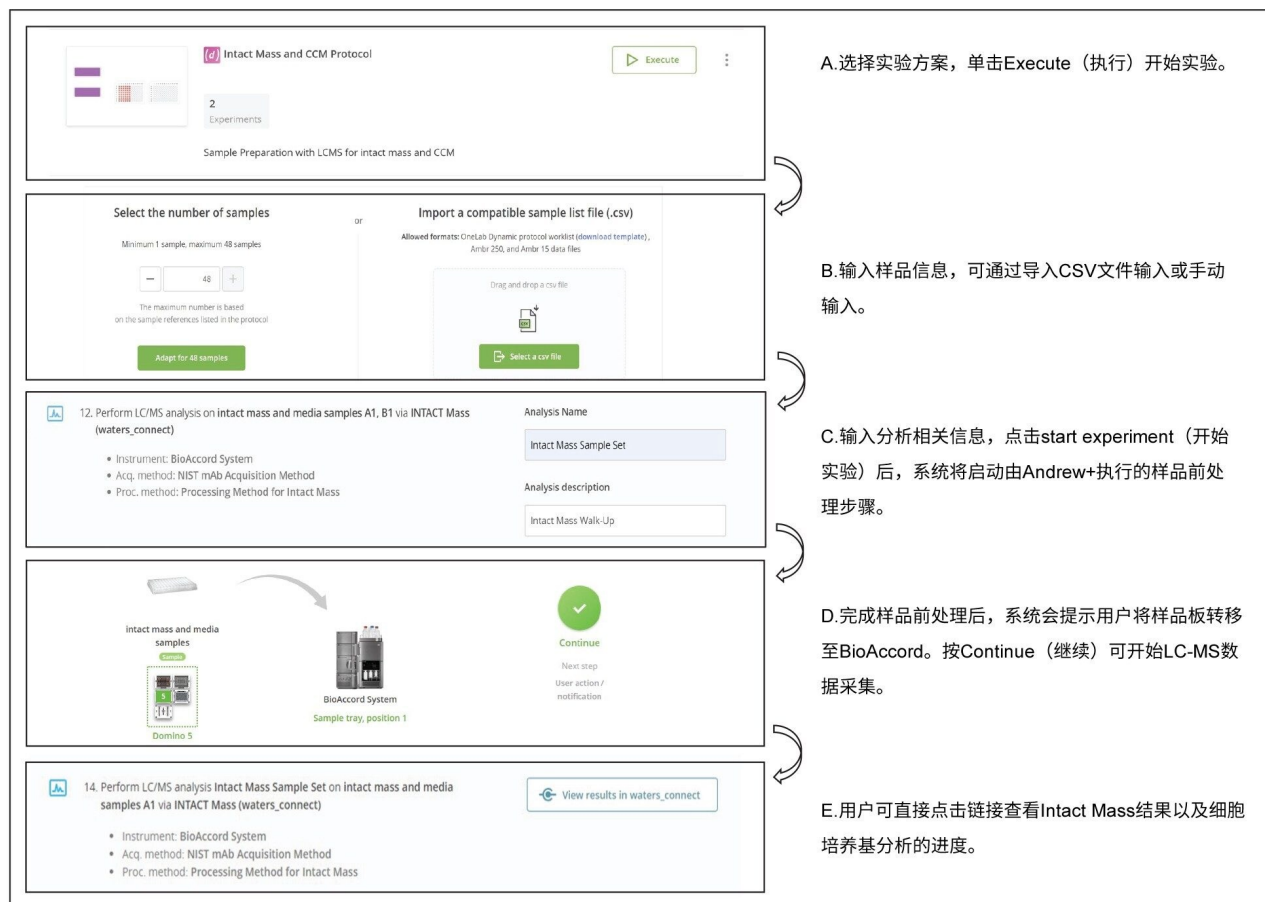 (d) Intact Mass and CCM Protocol
Execute
2
Experiments
Sample Preparation with LCMS for intact mass and CCM
A.选择实验方案，单击Execute（执行）开始实验。
Select the number of samples
Minimum 1 sample, maximum 48 samples
48
The maximum number is based
on the sample references listed in the protocol
Adapt for 48 samples
or
Import a compatible sample list file (.csv)
Allowed formats: OneLab Dynamic protocol worklist (download template) ,
Ambr 250, and Ambr 15 data files
Drag and drop a csv file
CSV
Select a csv file
B.输入样品信息，可通过导入CSV文件输入或手动
输入。
12. Perform LC/MS analysis on intact mass and media samples A1, B1 via INTACT Mass
(waters_connect)
• Instrument: BioAccord System
• Acq. method: NIST mAb Acquisition Method
• Proc. method: Processing Method for Intact Mass
Analysis Name
Intact Mass Sample Set
Analysis description
Intact Mass Walk-Up
C.输入分析相关信息，点击start experiment（开始
实验）后，系统将启动由Andrew+执行的样品前处
理步骤。
intact mass and media
samples
Sample
5
Domino 5
BioAccord System
Sample tray, position 1
Continue
Next step
User action /
notification
D.完成样品前处理后，系统会提示用户将样品板转移
至BioAccord。按Continue（继续）可开始LC-MS数
据采集。
14. Perform LC/MS analysis Intact Mass Sample Set on intact mass and media
samples A1 via INTACT Mass (waters_connect)
• Instrument: BioAccord System
• Acq. method: NIST mAb Acquisition Method
• Proc. method: Processing Method for Intact Mass
View results in waters_connect
E.用户可直接点击链接查看Intact Mass结果以及细胞
培养基分析的进度。